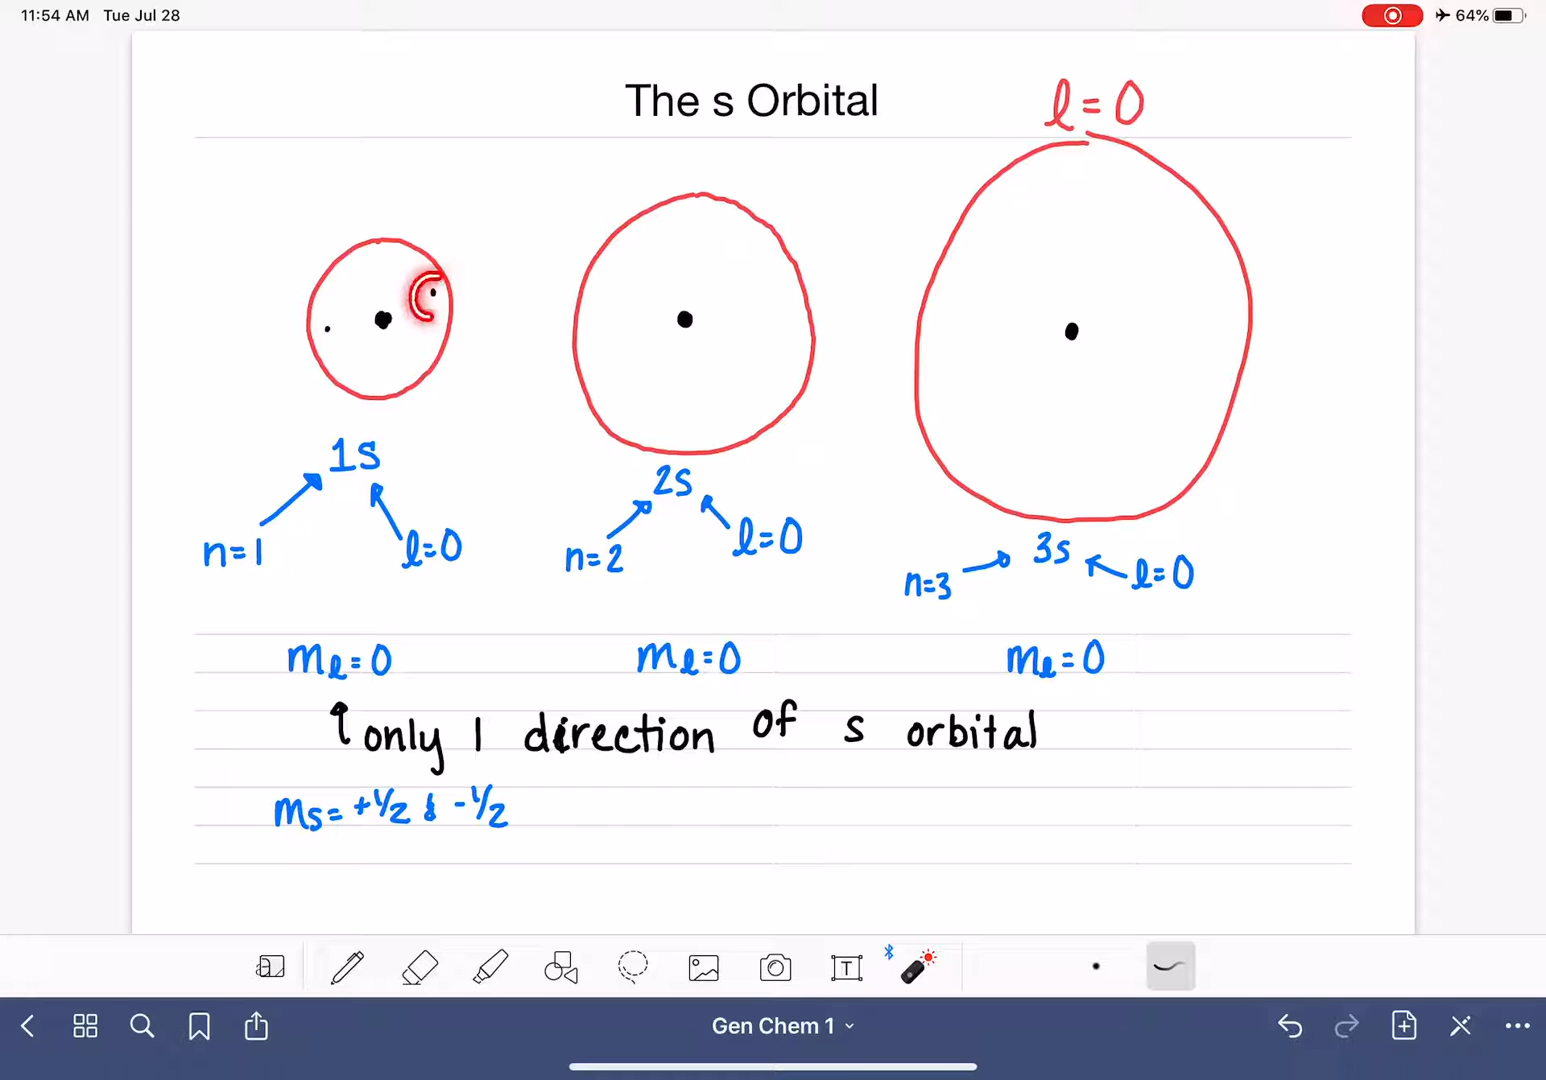 11:54 AM Tue Jul 28
64%
The s Orbital
l = 0
1s
2s
3s
n=1
l=0
n=2
l=0
n=3
l=0
ml=0
ml=0
ml=0
only 1 direction of s orbital
ms= +1/2 & -1/2
T
Gen Chem 1